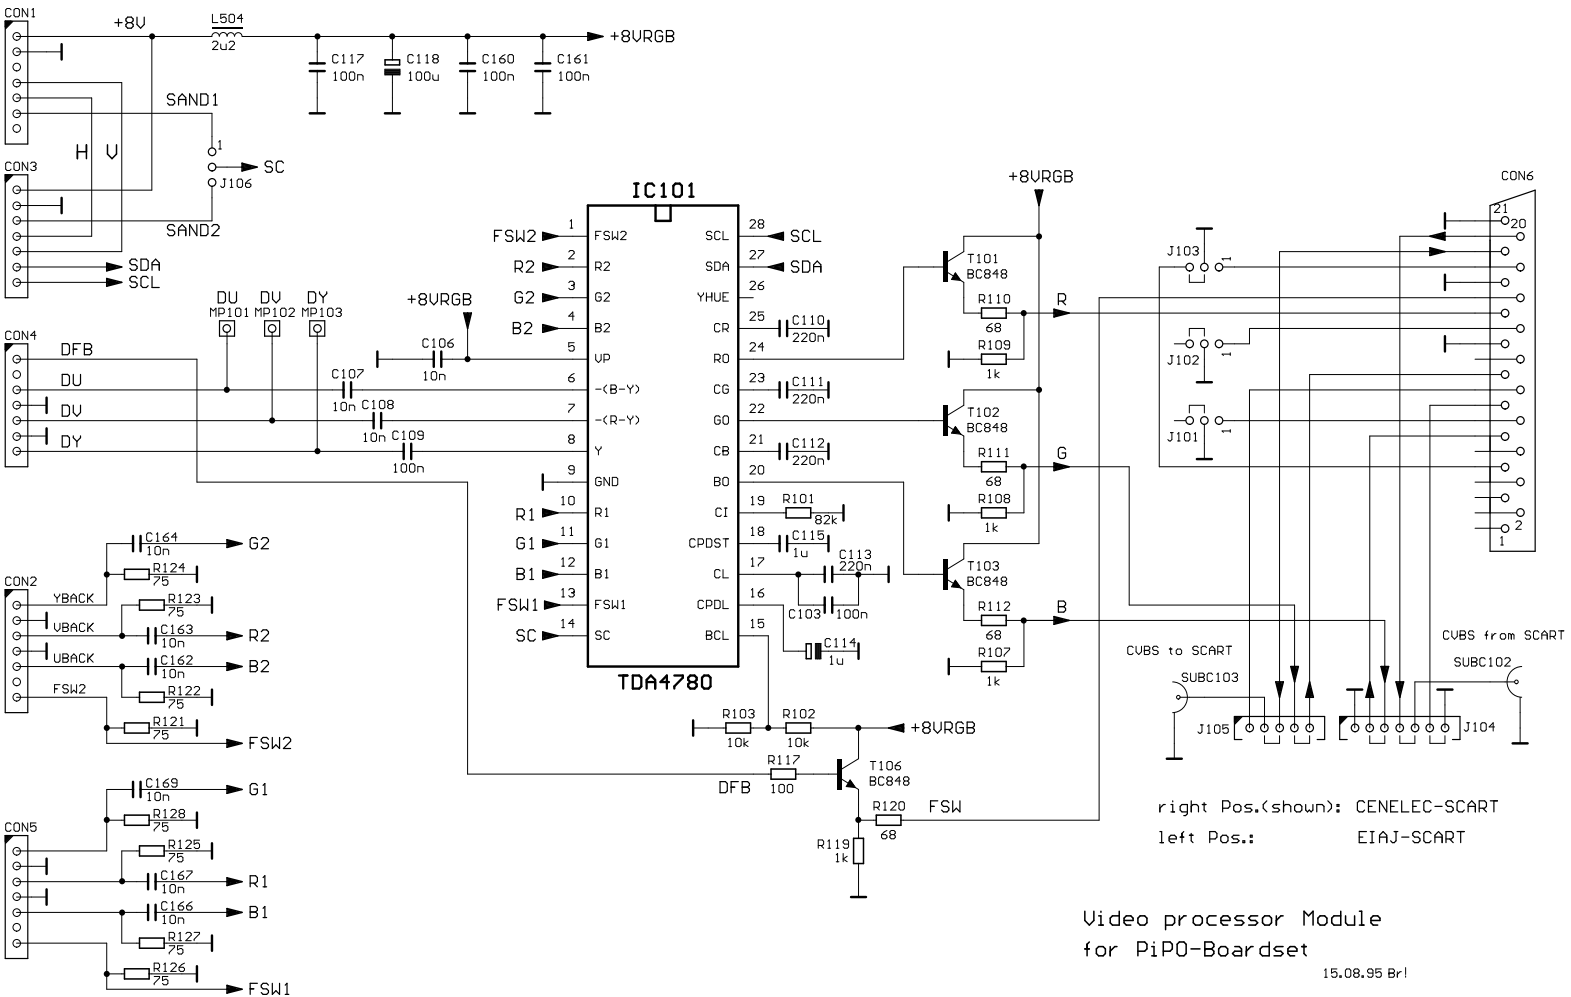 CON1
+8V
L504
2u2
+8VRGB
C117
100n
C118
100u
C160
100n
C161
100n
SAND1
H V
1
SC
J106
CON3
SAND2
SDA
SCL
IC101
TDA4780
FSW2 1 FSW2
R2 2 R2
G2 3 G2
B2 4 B2
5 VP
6 -(B-Y)
7 -(R-Y)
8 Y
9 GND
R1 10 R1
G1 11 G1
B1 12 B1
FSW1 13 FSW1
SC 14 SC
SCL 28 SCL
SDA 27 SDA
YHUE 26
CR 25
RO 24
CG 23
GO 22
CB 21
BO 20
CI 19
CPDST 18
CL 17
CPDL 16
BCL 15
DU
MP101
DV
MP102
DY
MP103
+8VRGB
C106
10n
CON4
DFB
DU
DV
DY
C107
10n
C108
10n
C109
100n
C110
220n
C111
220n
C112
220n
R101
82k
C115
1u
C113
220n
C103
100n
C114
1u
+8VRGB
T101
BC848
R110
68
R
R109
1k
T102
BC848
R111
68
G
R108
1k
T103
BC848
R112
68
B
R107
1k
R103
10k
R102
10k
+8VRGB
DFB
R117
100
T106
BC848
R120
68
FSW
R119
1k
CON2
C164
10n
G2
R124
75
YBACK
R123
75
VBACK
C163
10n
R2
UBACK
C162
10n
B2
R122
75
FSW2
R121
75
FSW2
CON5
C169
10n
G1
R128
75
R125
75
C167
10n
R1
C166
10n
B1
R127
75
R126
75
FSW1
CON6
21
20
2
1
J103
1
J102
1
J101
1
CVBS to SCART
SUBC103
CVBS from SCART
SUBC102
J105
J104
right Pos.(shown): CENELEC-SCART
left Pos.: EIAJ-SCART
Video processor Module
for PiPO-Boardset
15.08.95 Br!